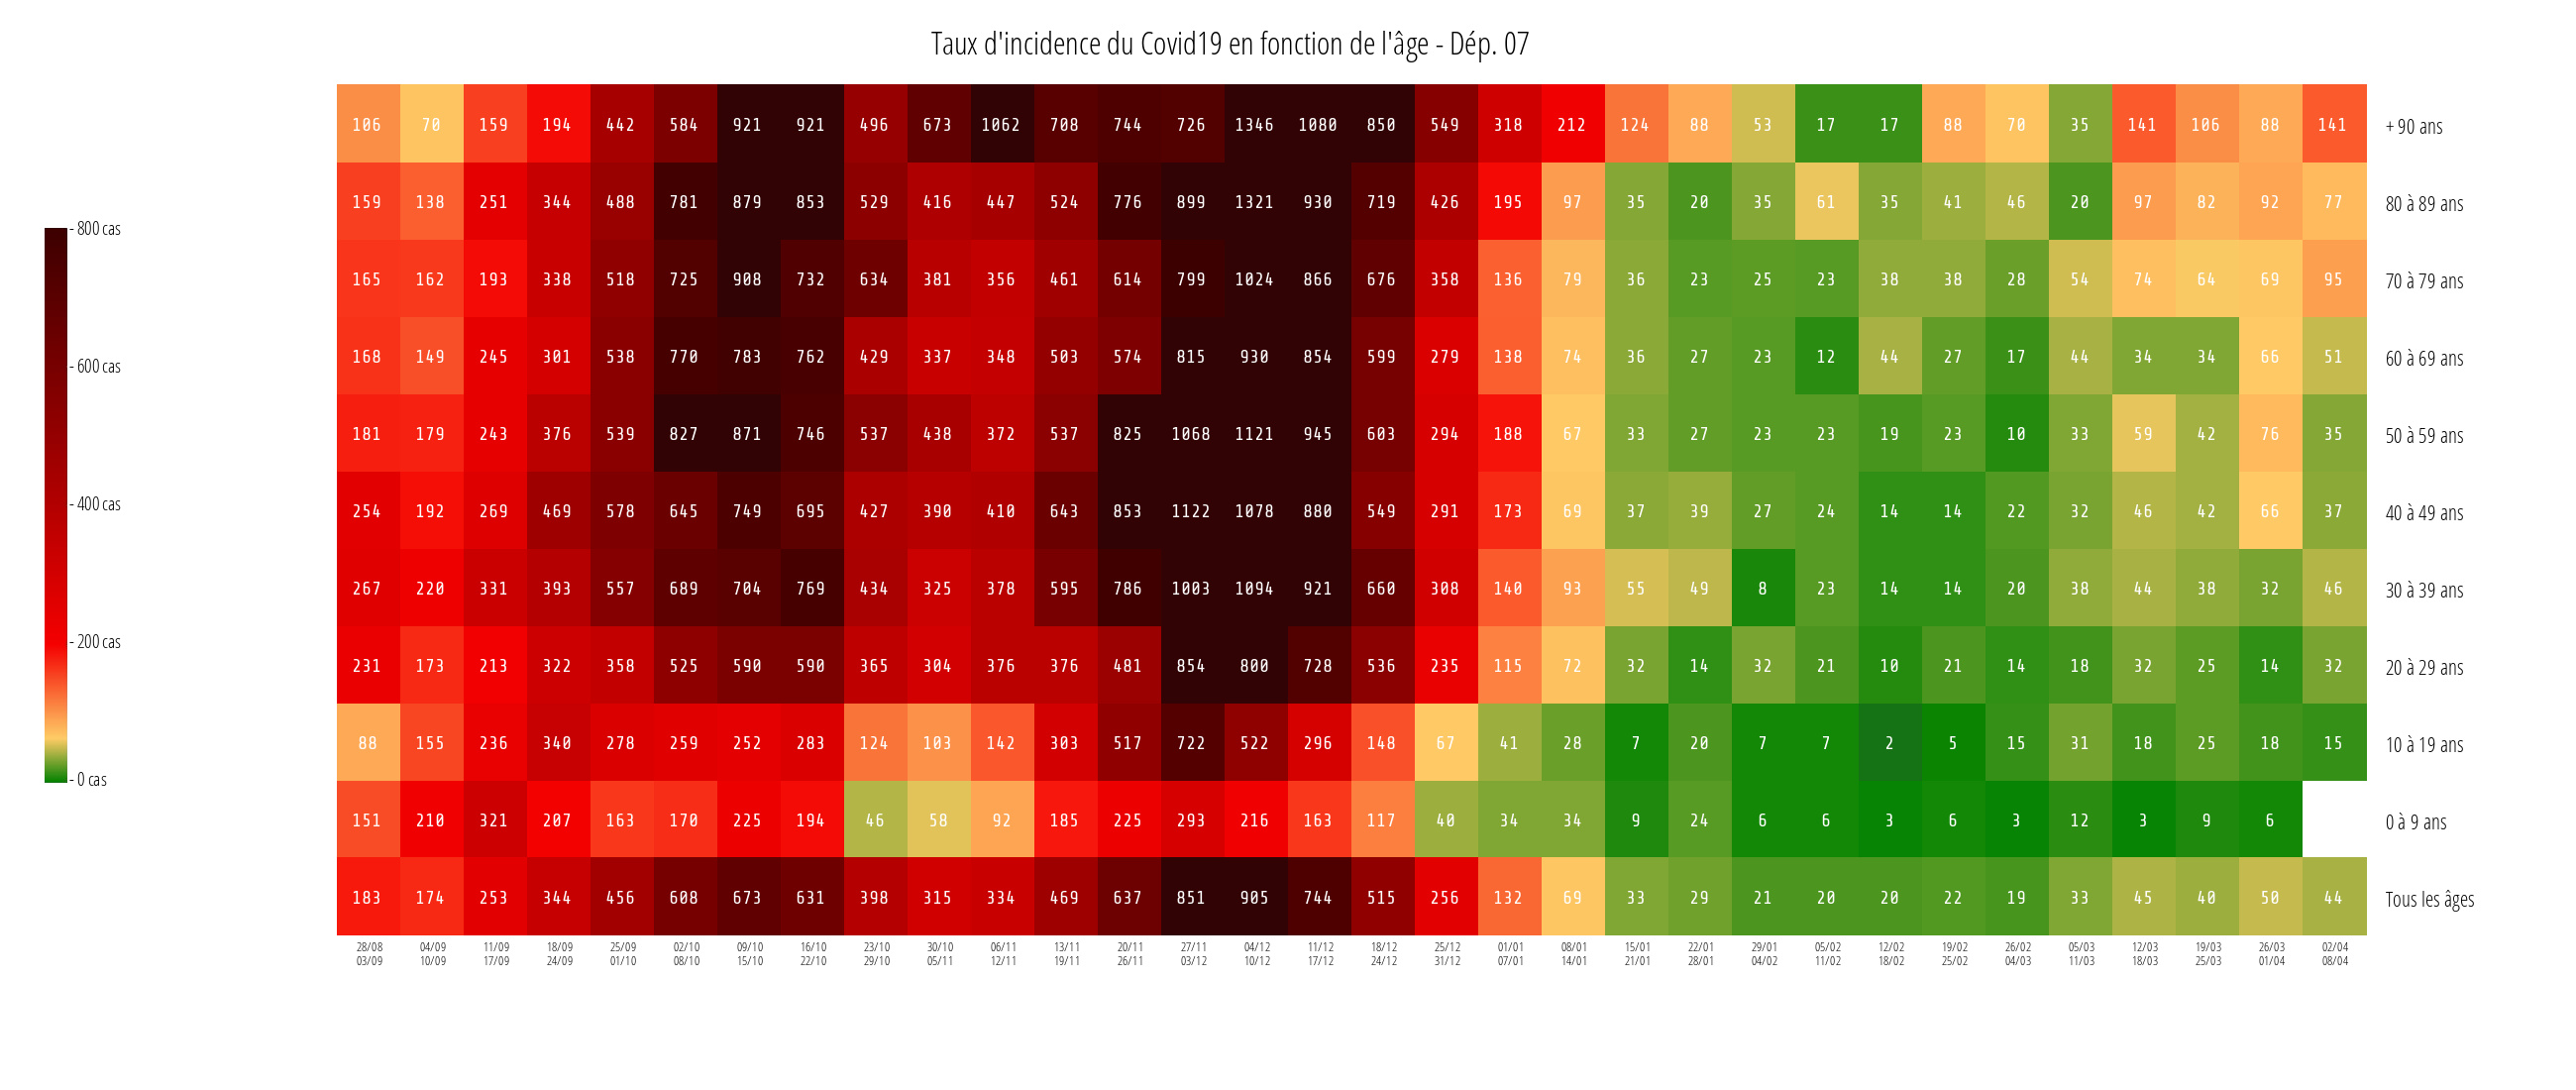 Taux d'incidence du Covid19 en fonction de l'âge - Dép. 07
- 800 cas
- 600 cas
- 400 cas
- 200 cas
- 0 cas
106 70 159 194 442 584 921 921 496 673 1062 708 744 726 1346 1080 850 549 318 212 124 88 53 17 17 88 70 35 141 106 88 141 + 90 ans
159 138 251 344 488 781 879 853 529 416 447 524 776 899 1321 930 719 426 195 97 35 20 35 61 35 41 46 20 97 82 92 77 80 à 89 ans
165 162 193 338 518 725 908 732 634 381 356 461 614 799 1024 866 676 358 136 79 36 23 25 23 38 38 28 54 74 64 69 95 70 à 79 ans
168 149 245 301 538 770 783 762 429 337 348 503 574 815 930 854 599 279 138 74 36 27 23 12 44 27 17 44 34 34 66 51 60 à 69 ans
181 179 243 376 539 827 871 746 537 438 372 537 825 1068 1121 945 603 294 188 67 33 27 23 23 19 23 10 33 59 42 76 35 50 à 59 ans
254 192 269 469 578 645 749 695 427 390 410 643 853 1122 1078 880 549 291 173 69 37 39 27 24 14 14 22 32 46 42 66 37 40 à 49 ans
267 220 331 393 557 689 704 769 434 325 378 595 786 1003 1094 921 660 308 140 93 55 49 8 23 14 14 20 38 44 38 32 46 30 à 39 ans
231 173 213 322 358 525 590 590 365 304 376 376 481 854 800 728 536 235 115 72 32 14 32 21 10 21 14 18 32 25 14 32 20 à 29 ans
88 155 236 340 278 259 252 283 124 103 142 303 517 722 522 296 148 67 41 28 7 20 7 7 2 5 15 31 18 25 18 15 10 à 19 ans
151 210 321 207 163 170 225 194 46 58 92 185 225 293 216 163 117 40 34 34 9 24 6 6 3 6 3 12 3 9 6 0 à 9 ans
183 174 253 344 456 608 673 631 398 315 334 469 637 851 905 744 515 256 132 69 33 29 21 20 20 22 19 33 45 40 50 44 Tous les âges
28/08 04/09 11/09 18/09 25/09 02/10 09/10 16/10 23/10 30/10 06/11 13/11 20/11 27/11 04/12 11/12 18/12 25/12 01/01 08/01 15/01 22/01 29/01 05/02 12/02 19/02 26/02 05/03 12/03 19/03 26/03 02/04
03/09 10/09 17/09 24/09 01/10 08/10 15/10 22/10 29/10 05/11 12/11 19/11 26/11 03/12 10/12 17/12 24/12 31/12 07/01 14/01 21/01 28/01 04/02 11/02 18/02 25/02 04/03 11/03 18/03 25/03 01/04 08/04